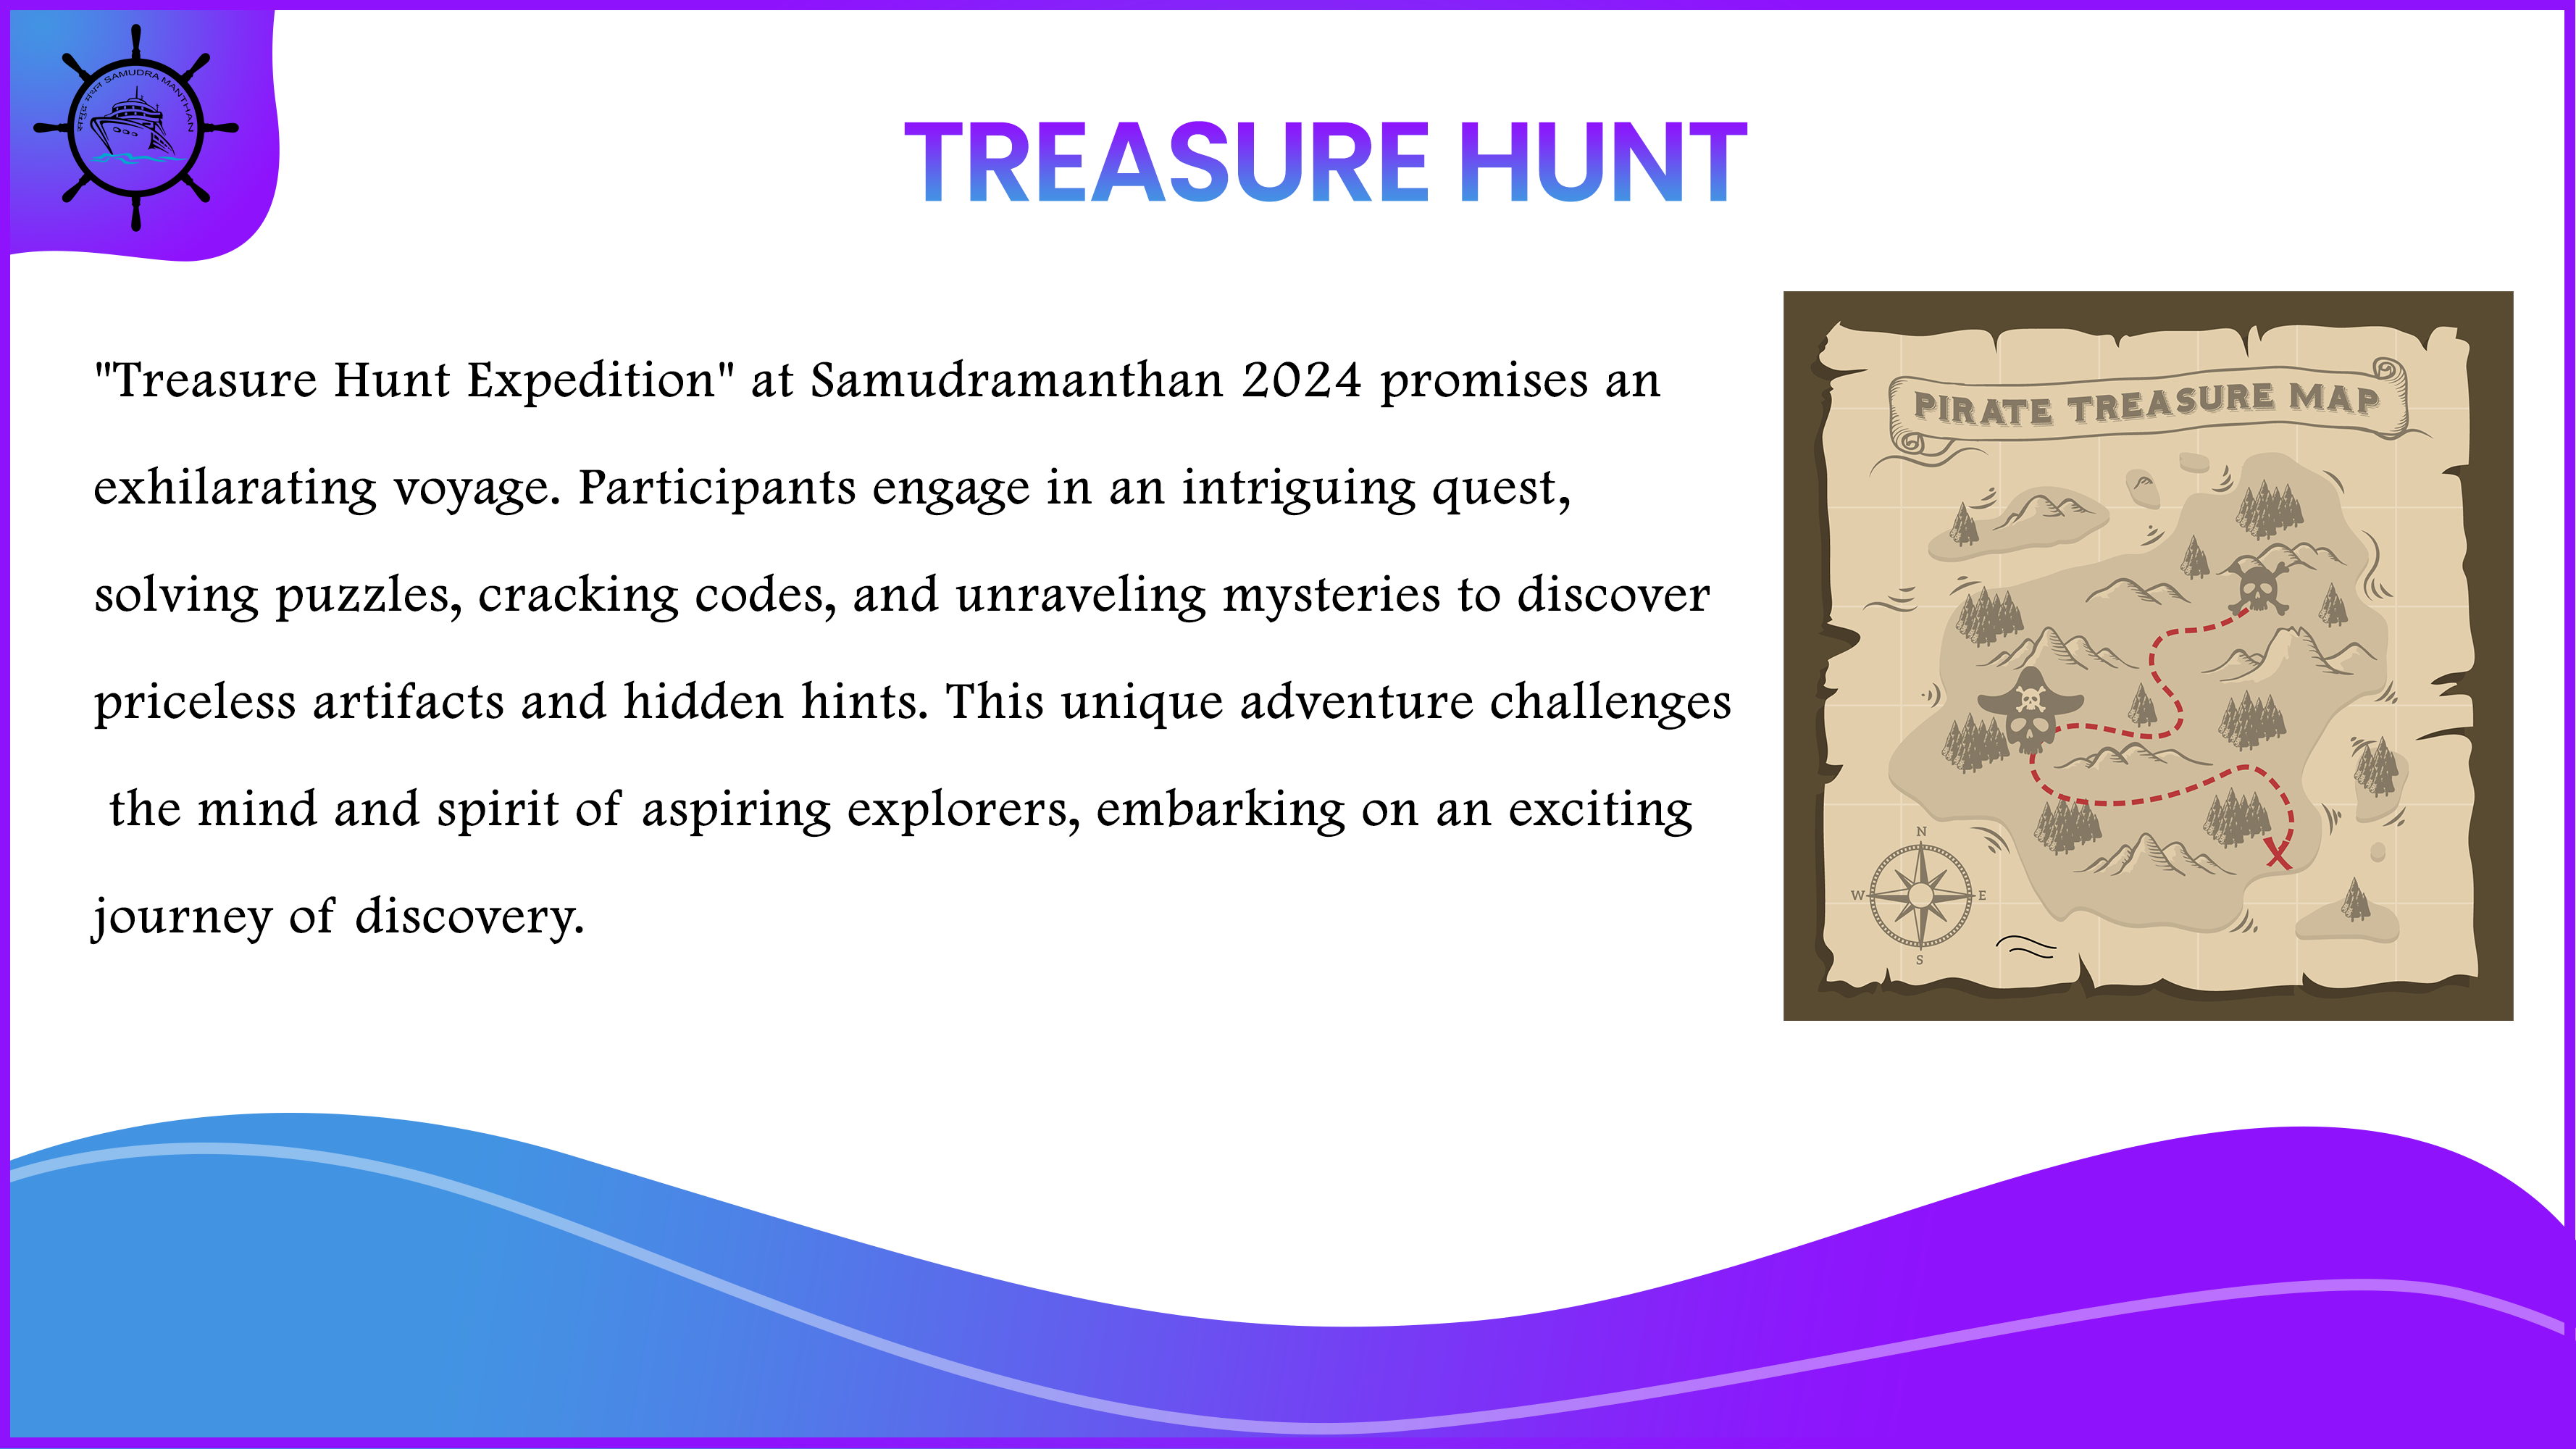 समुद्र मंथन SAMUDRA MANTHAN
TREASURE HUNT
"Treasure Hunt Expedition" at Samudramanthan 2024 promises an
exhilarating voyage. Participants engage in an intriguing quest,
solving puzzles, cracking codes, and unraveling mysteries to discover
priceless artifacts and hidden hints. This unique adventure challenges
the mind and spirit of aspiring explorers, embarking on an exciting
journey of discovery.
PIRATE TREASURE MAP
N
W E
S